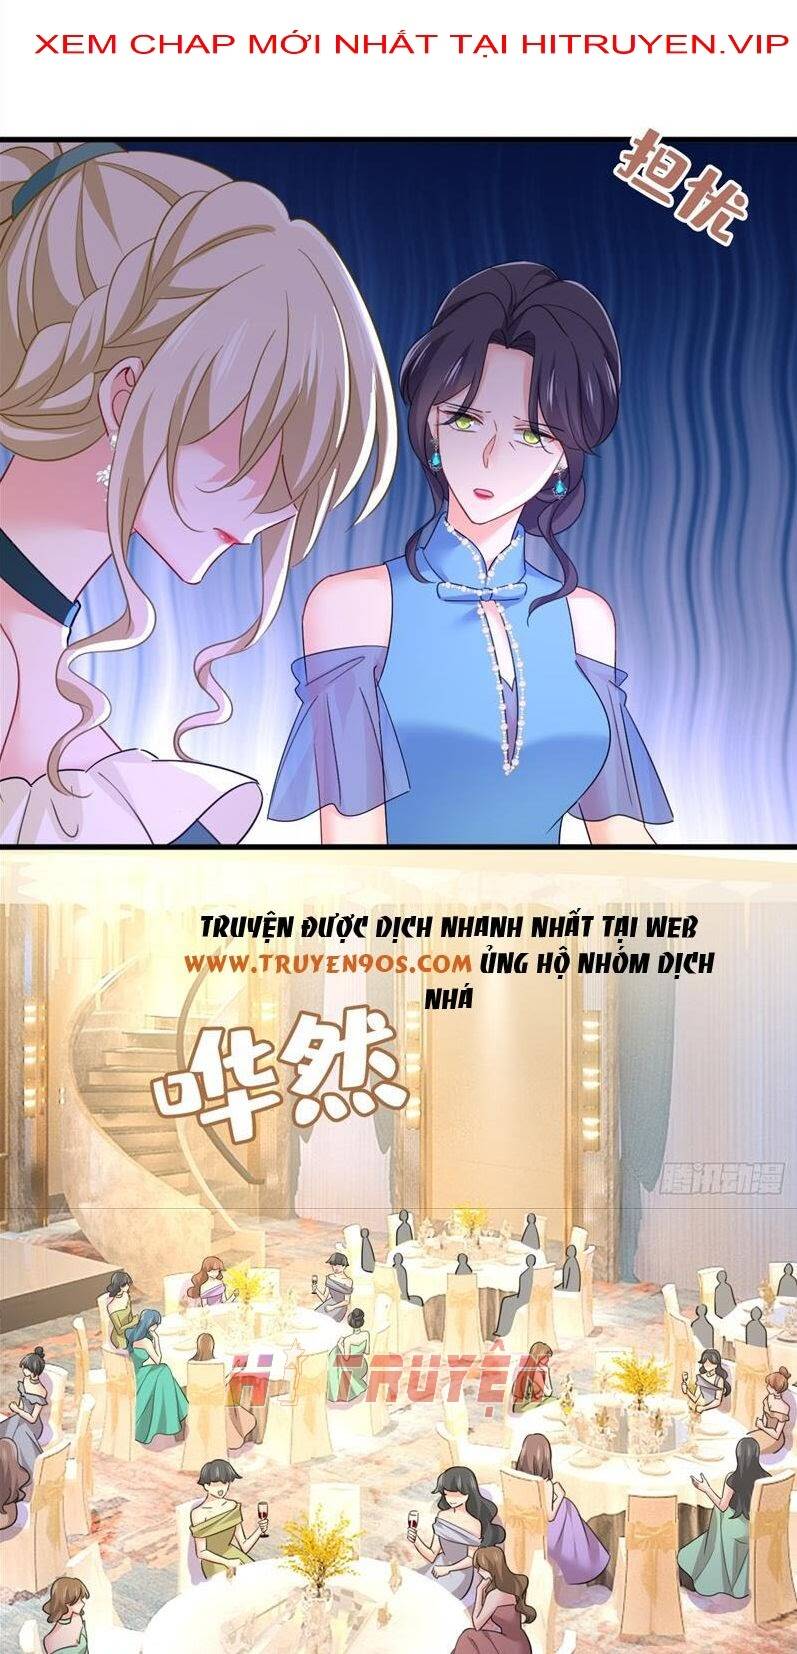 XEM CHAP MỚI NHẤT TẠI HITRUYEN.VIP
担忧
TRUYỆN ĐƯỢC DỊCH NHANH NHẤT TẠI WEB
WWW.TRUYEN90S.COM ỦNG HỘ NHÓM DỊCH
NHÁ
哗然
腾讯动漫
HI TRUYỆN